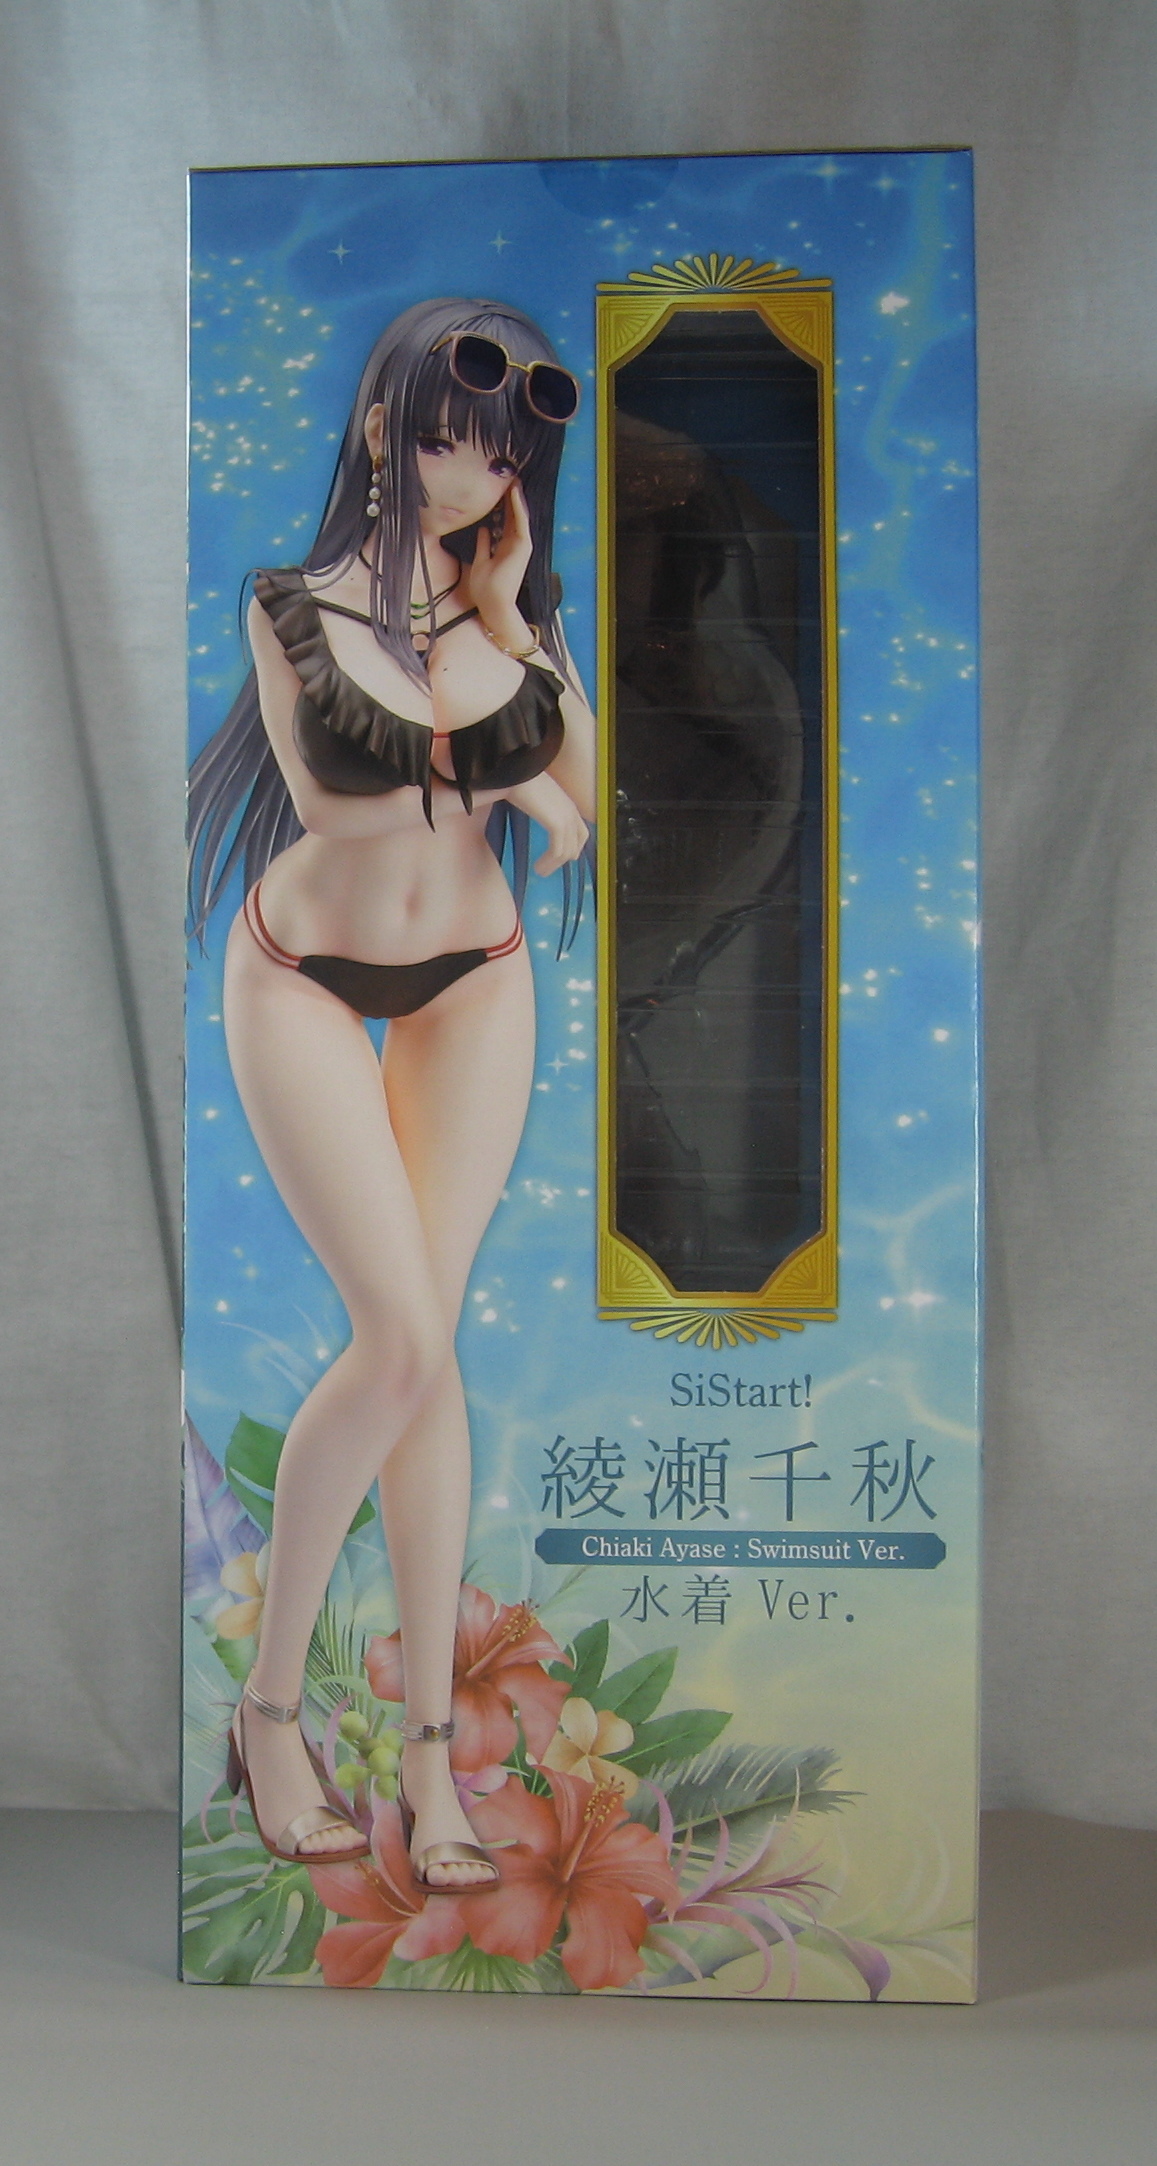 SiStart!
綾瀬千秋
Chiaki Ayase : Swimsuit Ver.
水着 Ver.